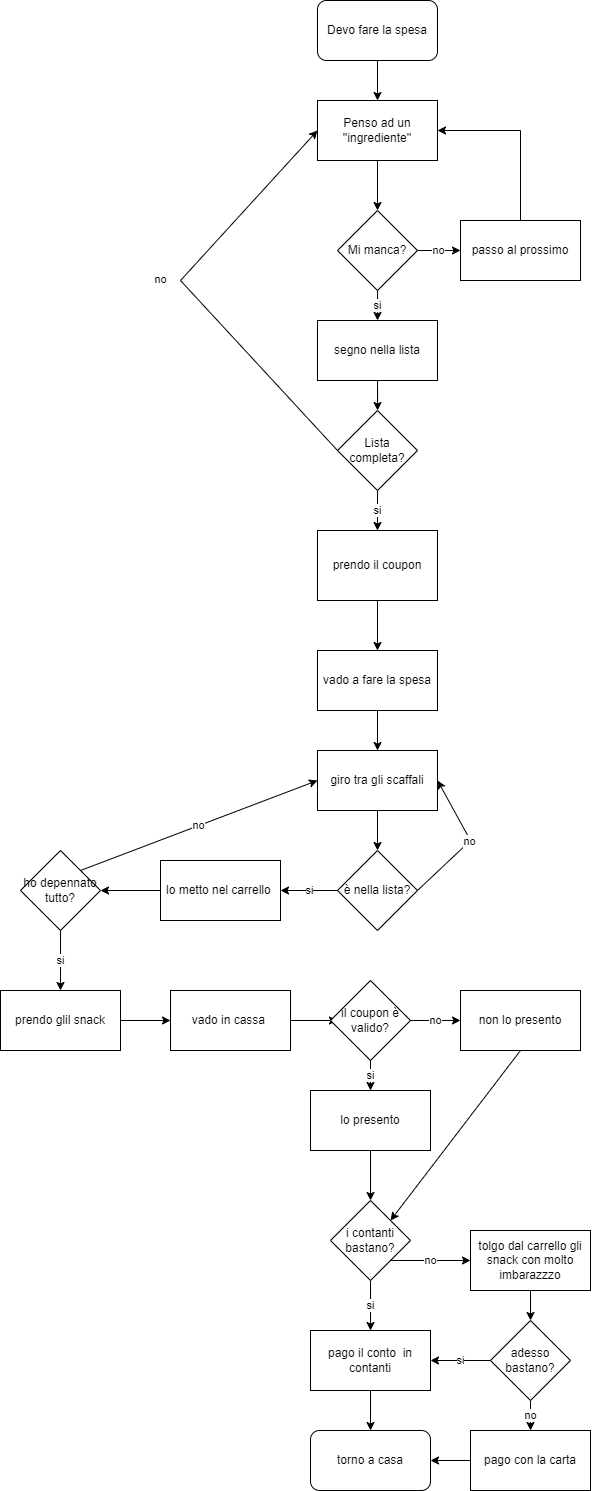 Devo fare la spesa
Penso ad un
"ingrediente"
Mi manca?
no
passo al prossimo
no
si
segno nella lista
Lista
completa?
si
prendo il coupon
vado a fare la spesa
giro tra gli scaffali
no
no
ho depennato
tutto?
lo metto nel carrello
si
è nella lista?
si
prendo glil snack
vado in cassa
il coupon è
valido?
no
non lo presento
si
lo presento
i contanti
bastano?
no
tolgo dal carrello gli
snack con molto
imbarazzzo
si
pago il conto  in
contanti
si
adesso
bastano?
no
torno a casa
pago con la carta